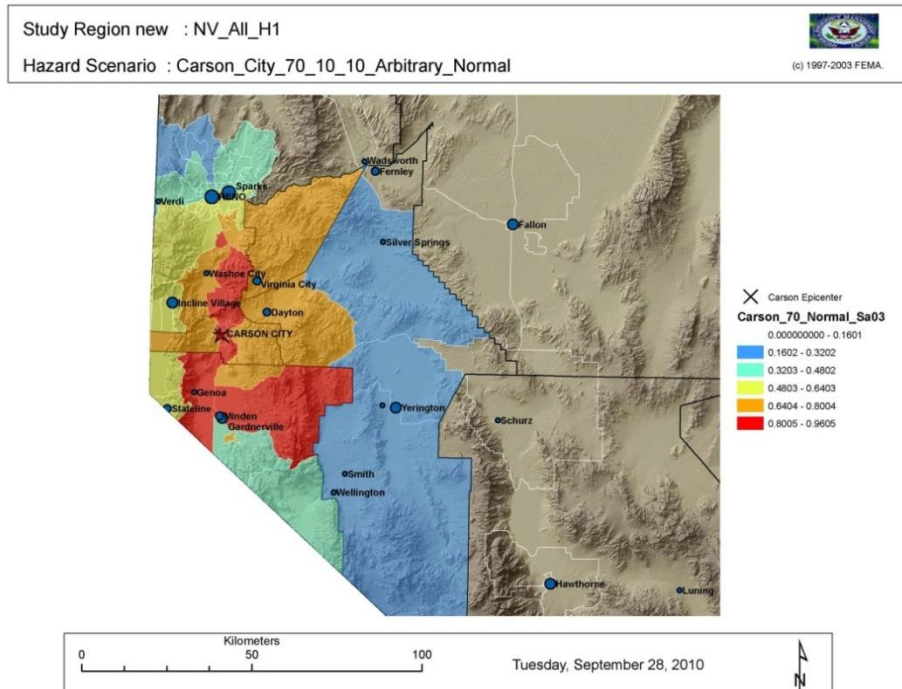 Study Region new : NV_All_H1
Hazard Scenario : Carson_City_70_10_10_Arbitrary_Normal
(c) 1997-2003 FEMA.
Wadsworth
Fernley
Sparks
RENO
Verdi
Fallon
Silver Springs
Washoe City
Virginia City
Incline Village
Dayton
CARSON CITY
Genoa
Stateline
Minden
Gardnerville
Yerington
Schurz
Smith
Wellington
Hawthorne
Luning
Carson Epicenter
Carson_70_Normal_Sa03
0.000000000 - 0.1601
0.1602 - 0.3202
0.3203 - 0.4802
0.4803 - 0.6403
0.6404 - 0.8004
0.8005 - 0.9605
Kilometers
0 50 100
Tuesday, September 28, 2010
N